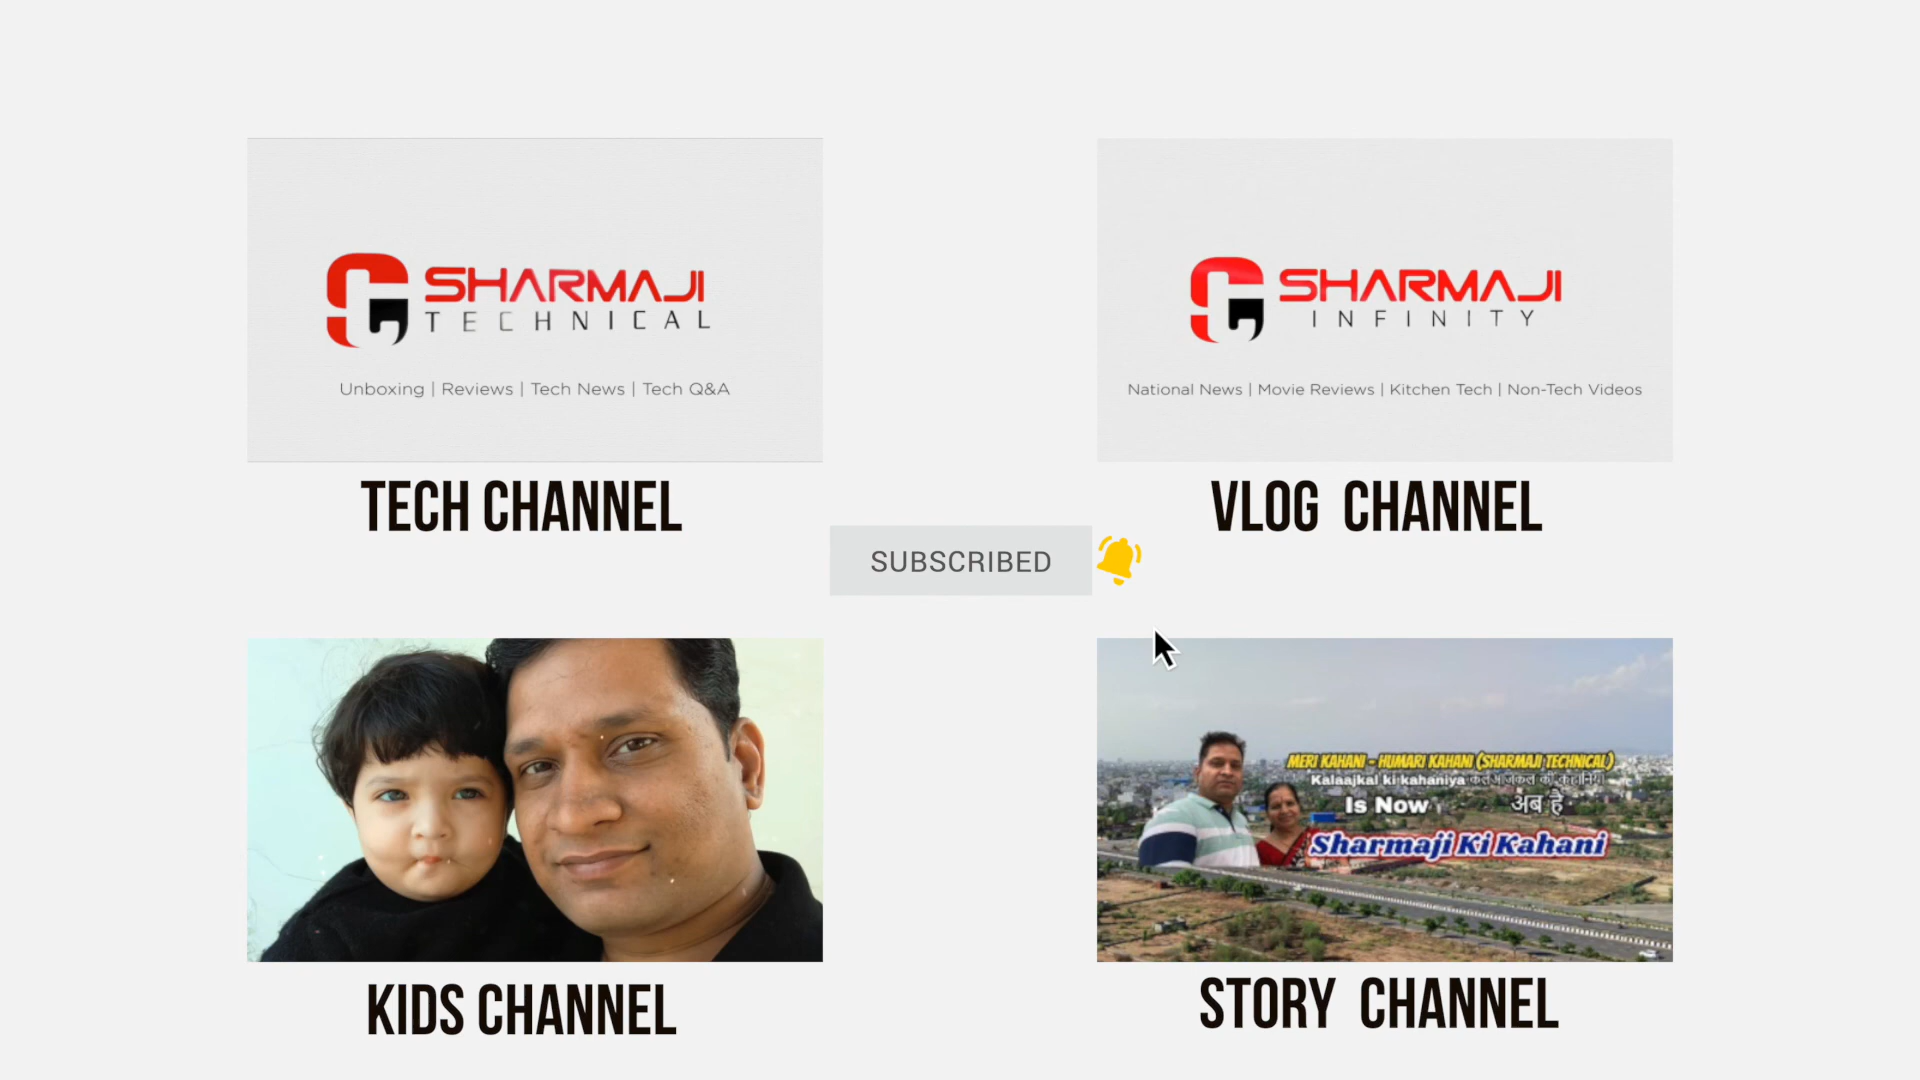 SHARMAJI
TECHNICAL
Unboxing | Reviews | Tech News | Tech Q&A
TECH CHANNEL
SHARMAJI
INFINITY
National News | Movie Reviews | Kitchen Tech | Non-Tech Videos
VLOG CHANNEL
SUBSCRIBED
KIDS CHANNEL
MERI KAHANI - HUMARI KAHANI (SHARMAJI TECHNICAL)
Kalaajkal ki kahaniya की कहानियां
Is Now अब है
Sharmaji Ki Kahani
STORY CHANNEL